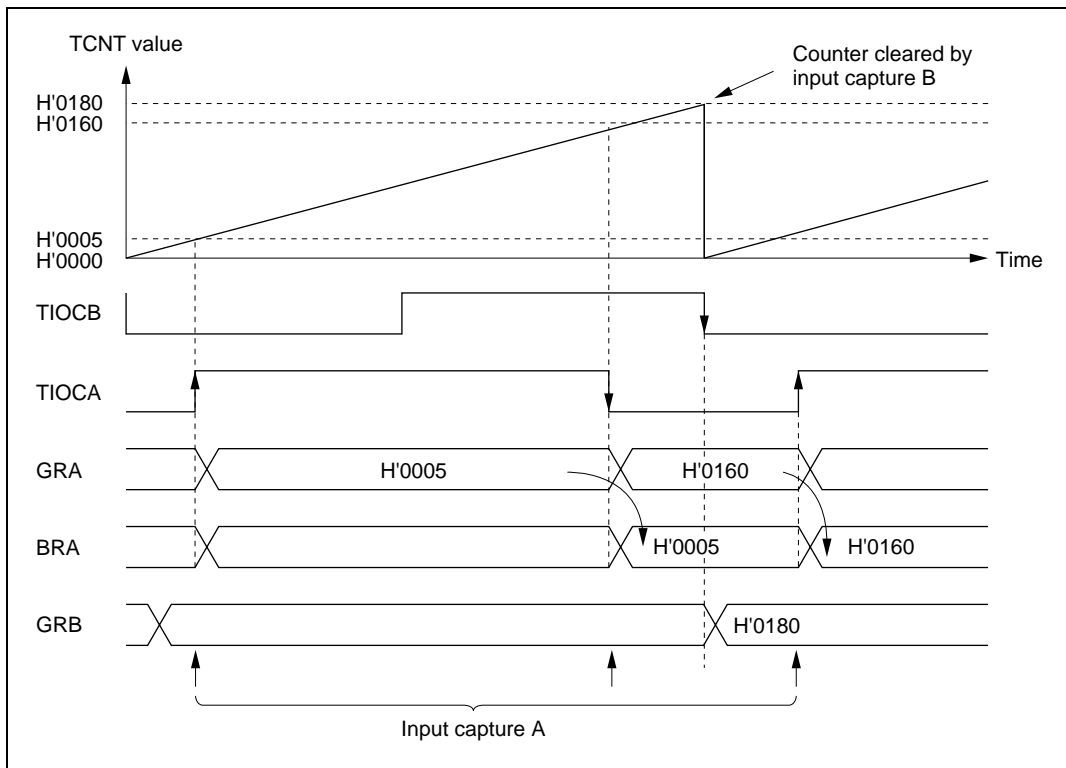 TCNT value
Counter cleared by
input capture B
H'0180
H'0160
H'0005
H'0000
Time
TIOCB
TIOCA
GRA
H'0005
H'0160
BRA
H'0005
H'0160
GRB
H'0180
Input capture A